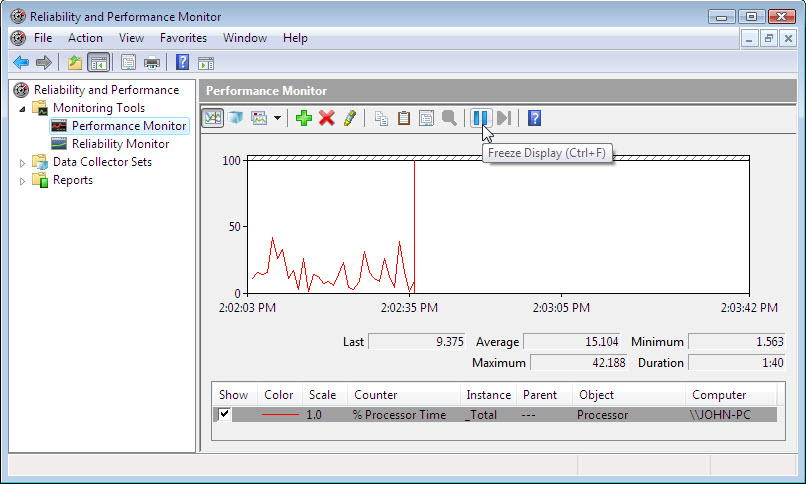 Reliability and Performance Monitor
File Action View Favorites Window Help
Reliability and Performance
Monitoring Tools
Performance Monitor
Reliability Monitor
Data Collector Sets
Reports
Performance Monitor
Freeze Display (Ctrl+F)
100
50
0
2:02:03 PM 2:02:35 PM 2:03:05 PM 2:03:42 PM
Last 9.375 Average 15.104 Minimum 1.563
Maximum 42.188 Duration 1:40
Show Color Scale Counter Instance Parent Object Computer
1.0 % Processor Time _Total --- Processor \\JOHN-PC